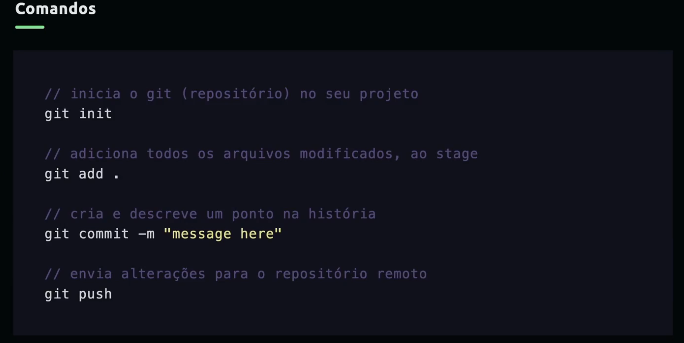 Comandos
// inicia o git (repositório) no seu projeto
git init
// adiciona todos os arquivos modificados, ao stage
git add .
// cria e descreve um ponto na história
git commit -m "message here"
// envia alterações para o repositório remoto
git push